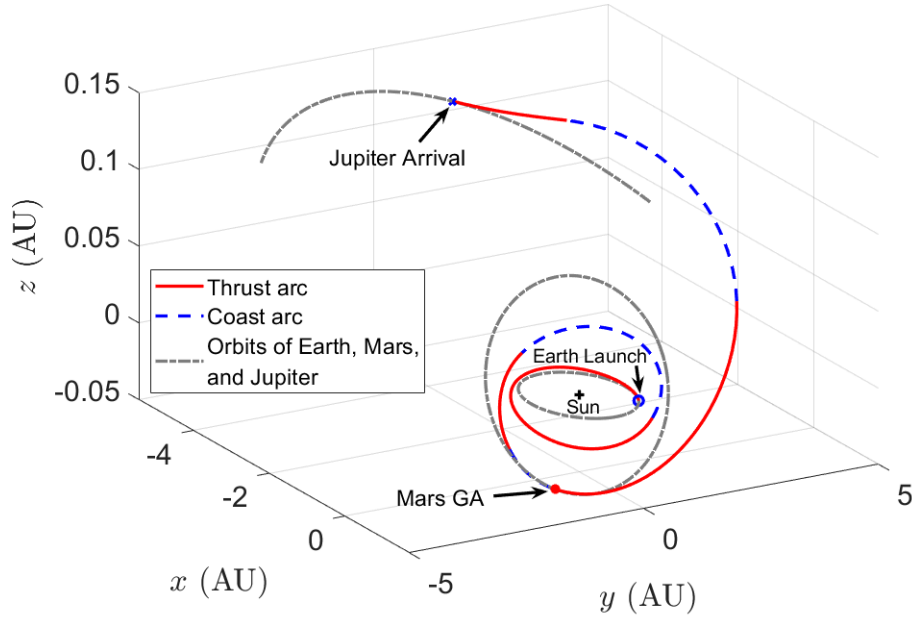 0.15
0.1
0.05
0
-0.05
z (AU)
Jupiter Arrival
Thrust arc
Coast arc
Orbits of Earth, Mars,
and Jupiter
Earth Launch
Sun
Mars GA
-4
-2
0
x (AU)
-5
0
5
y (AU)